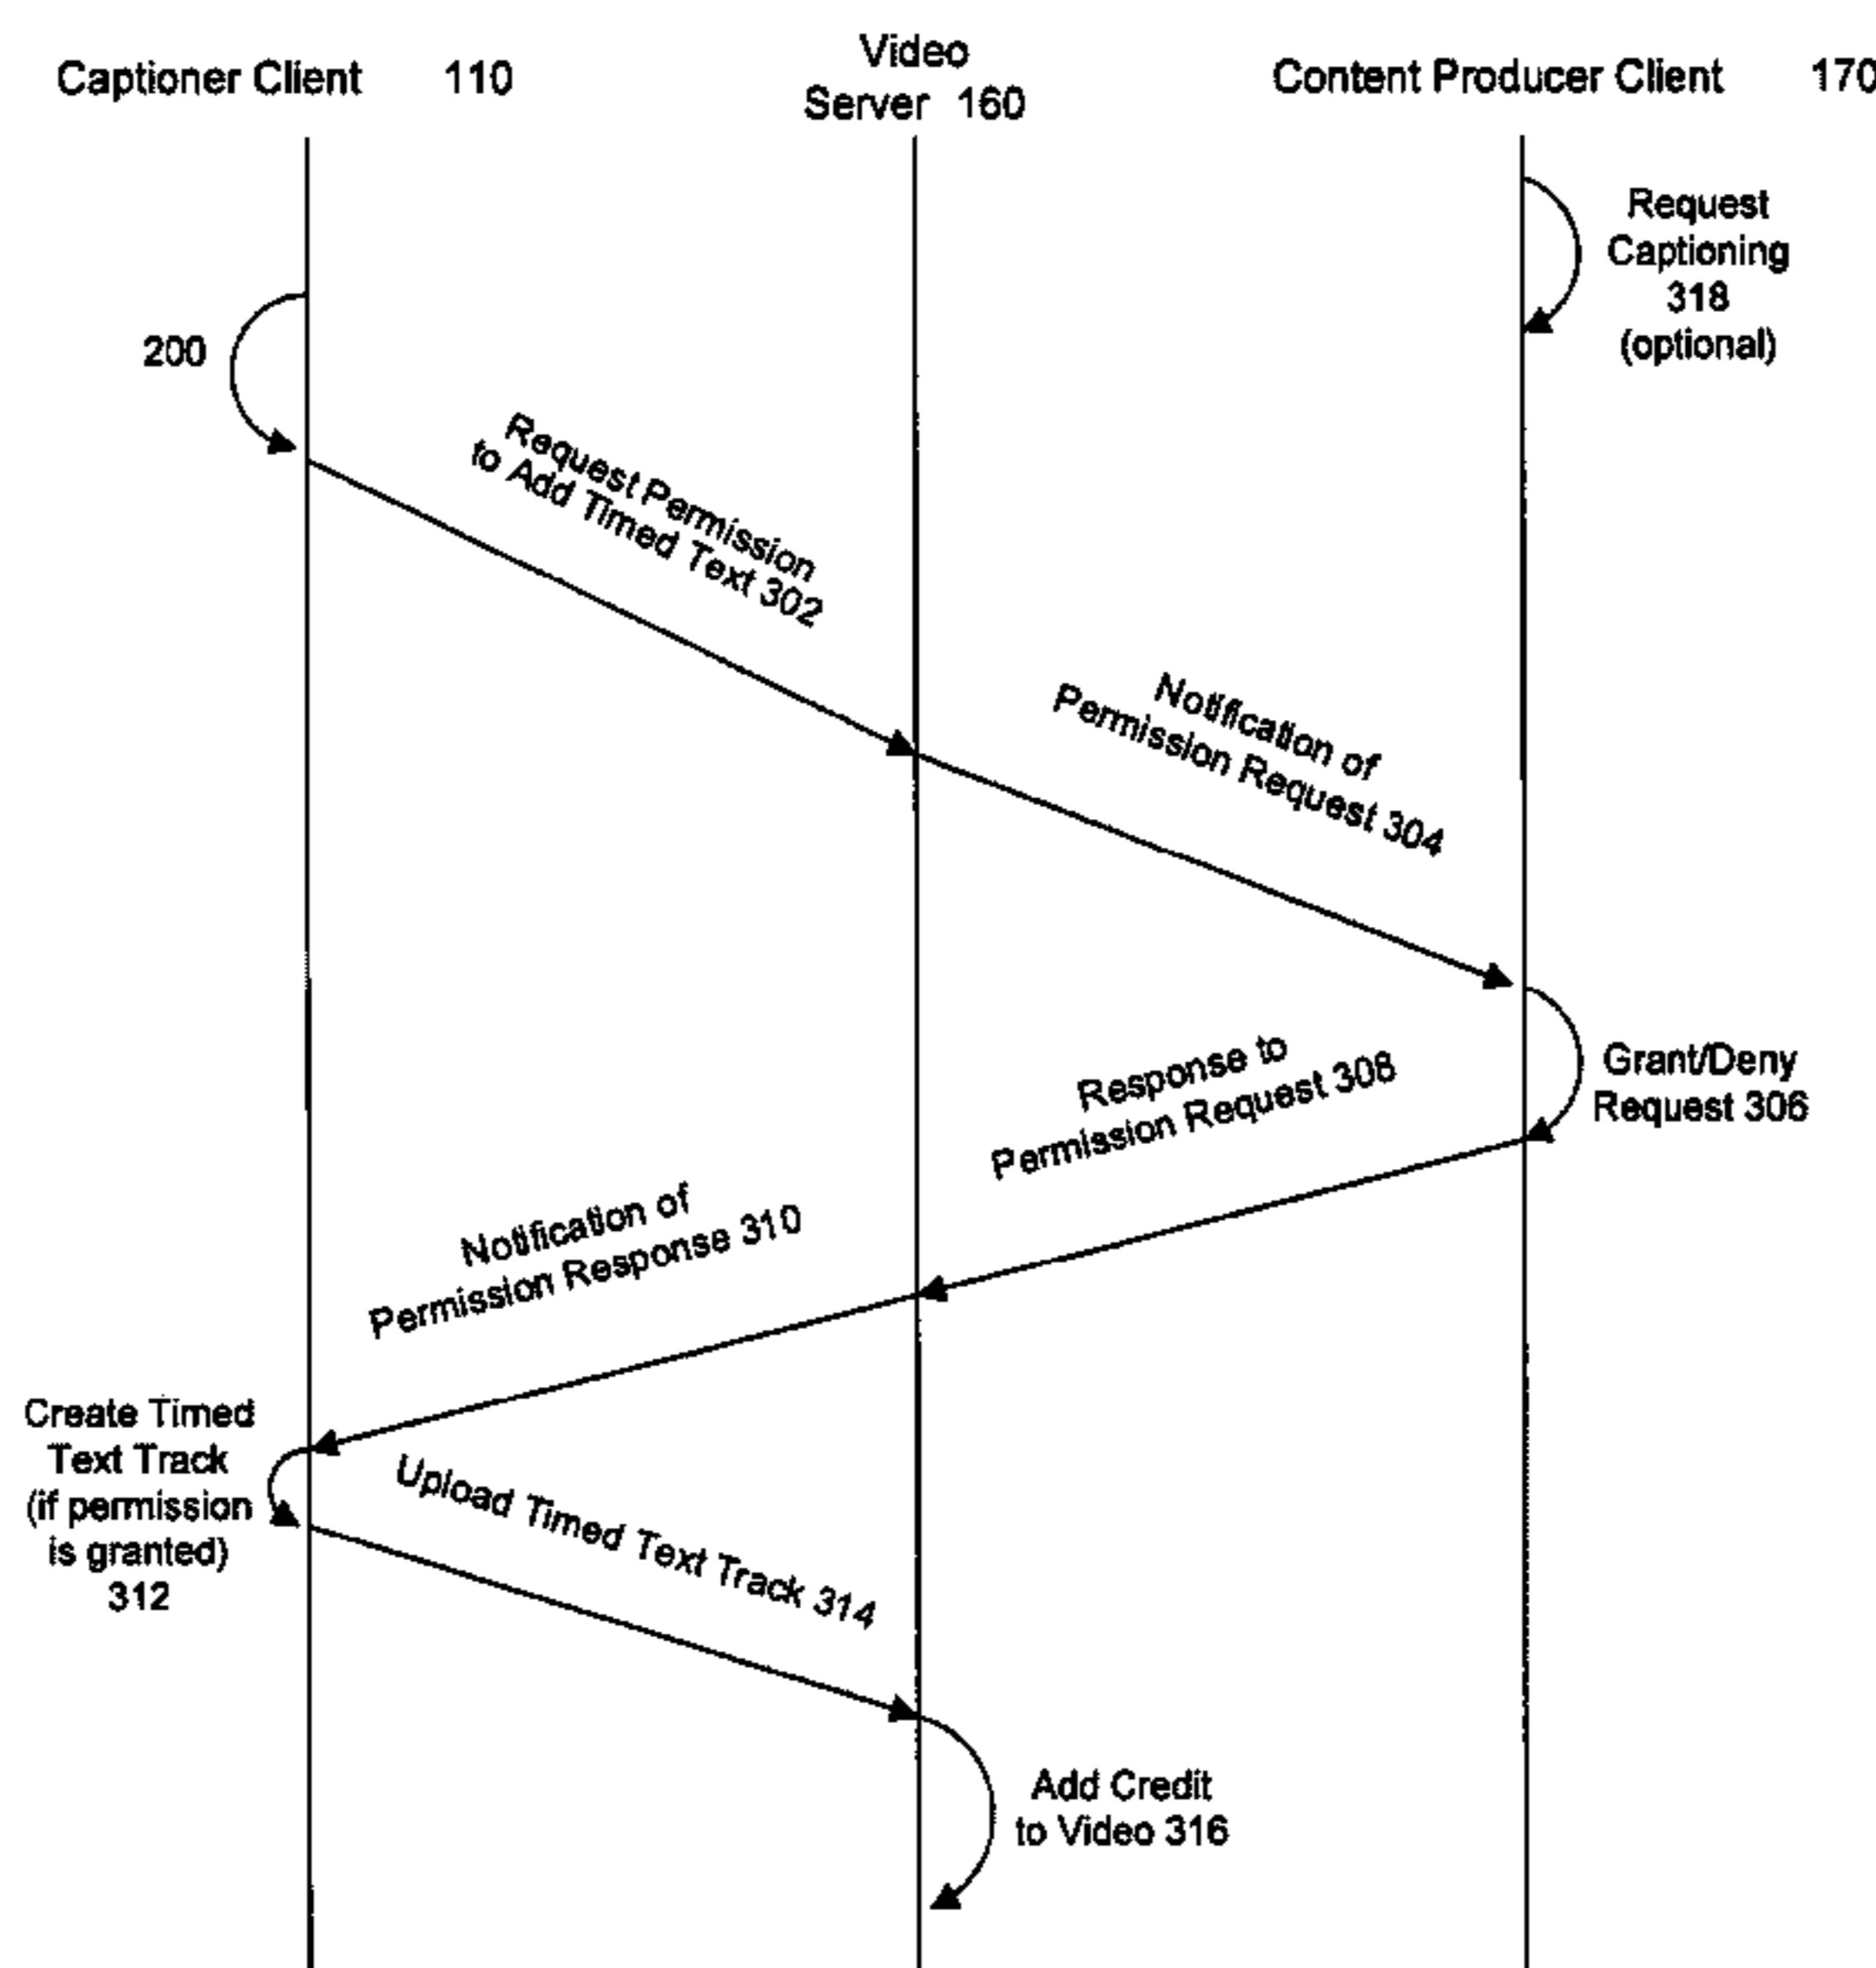 Captioner Client 110
Video
Server 160
Content Producer Client 170
Request
Captioning
318
(optional)
200
Request Permission
to Add Timed Text 302
Notification of
Permission Request 304
Grant/Deny
Request 306
Response to
Permission Request 308
Notification of
Permission Response 310
Create Timed
Text Track
(if permission
is granted)
312
Upload Timed Text Track 314
Add Credit
to Video 316